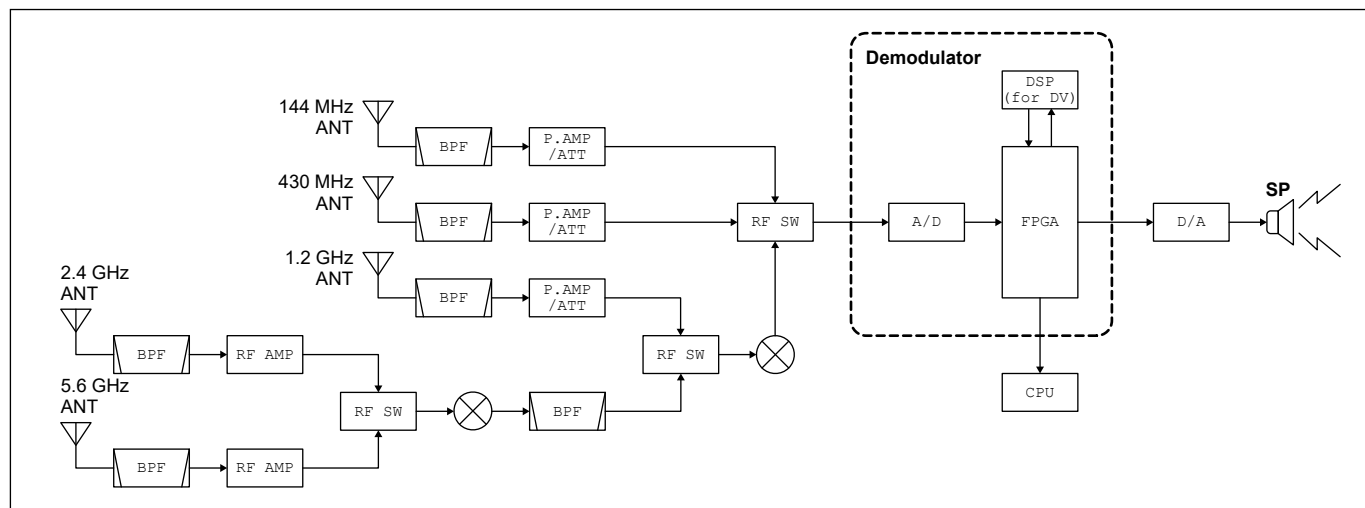 Demodulator
DSP
(for DV)
144 MHz
ANT
BPF
P.AMP
/ATT
430 MHz
ANT
BPF
P.AMP
/ATT
RF SW
A/D
FPGA
D/A
SP
1.2 GHz
ANT
BPF
P.AMP
/ATT
2.4 GHz
ANT
BPF
RF AMP
RF SW
CPU
5.6 GHz
ANT
RF SW
BPF
BPF
RF AMP